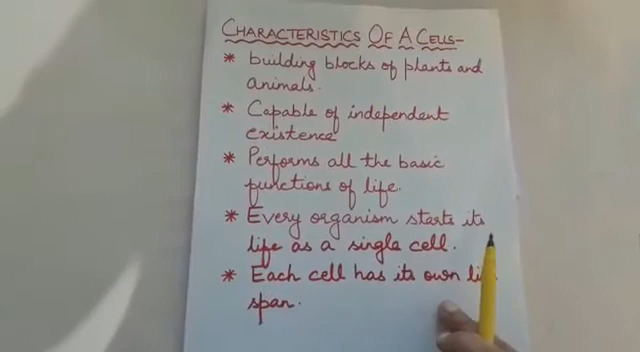 CHARACTERISTICS OF A CELLS-
* building blocks of plants and
animals.
* Capable of independent
existence
* Performs all the basic
functions of life.
* Every organism starts its
life as a single cell.
* Each cell has its own
span.